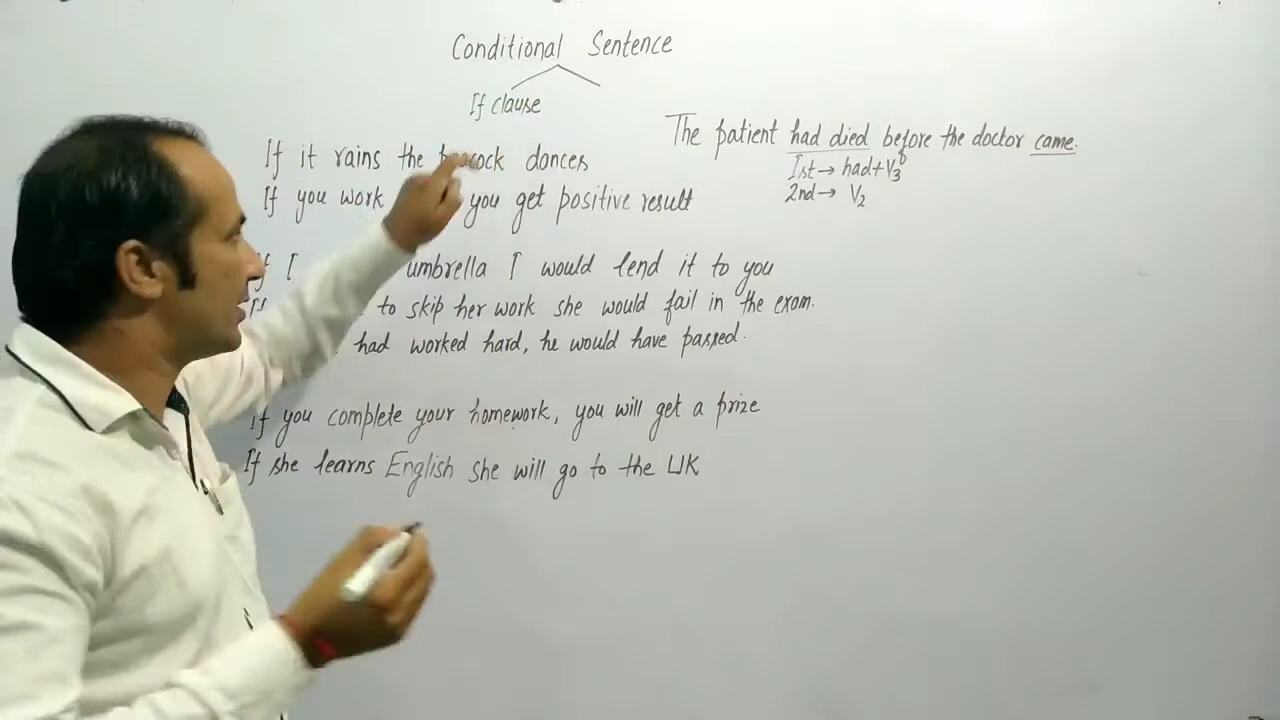 Conditional Sentence
If clause
If it rains the peacock dances
If you work you get positive result
If I umbrella I would lend it to you
to skip her work she would fail in the exam.
had worked hard, he would have passed.
If you complete your homework, you will get a prize
If she learns English she will go to the UK
The patient had died before the doctor came.
Ist → had+V3
2nd → V2